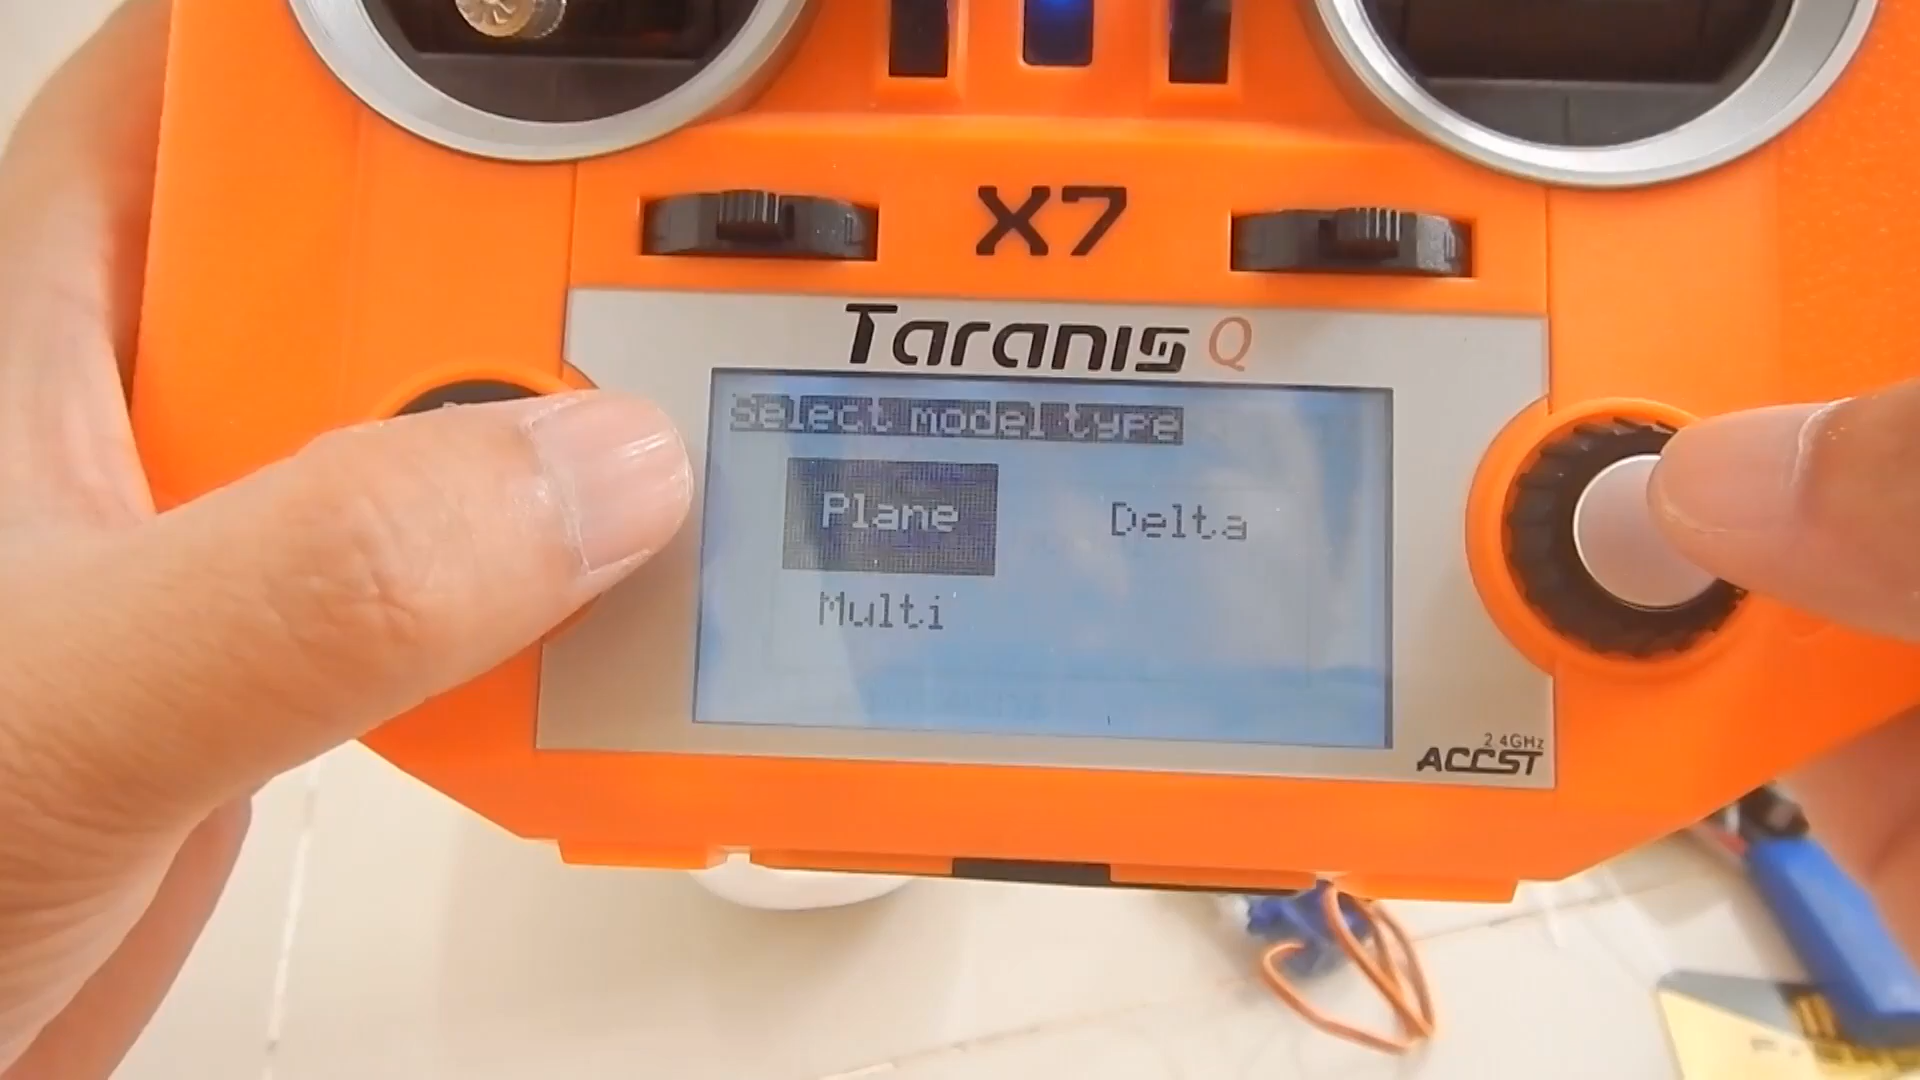 X7
Taranis Q
Select model type
Plane Delta
Multi
2.4GHz
ACCST